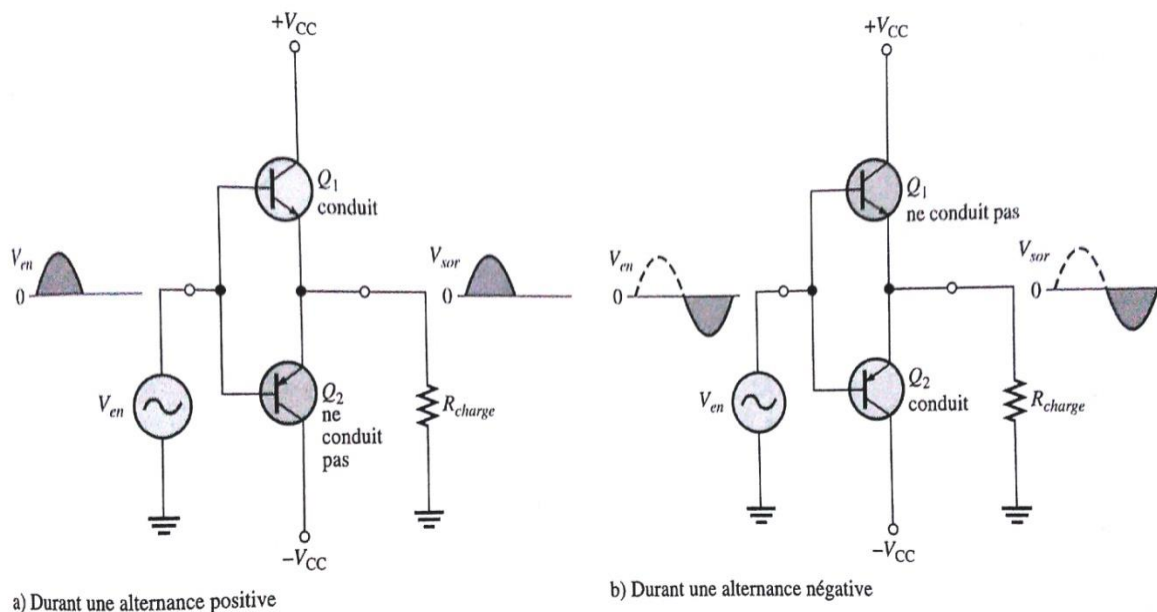 +VCC
Q1
conduit
Ven
0
Vsor
0
Ven
Q2
ne
conduit
pas
Rcharge
−VCC
a) Durant une alternance positive
+VCC
Q1
ne conduit pas
Ven
0
Vsor
0
Ven
Q2
conduit
Rcharge
−VCC
b) Durant une alternance négative